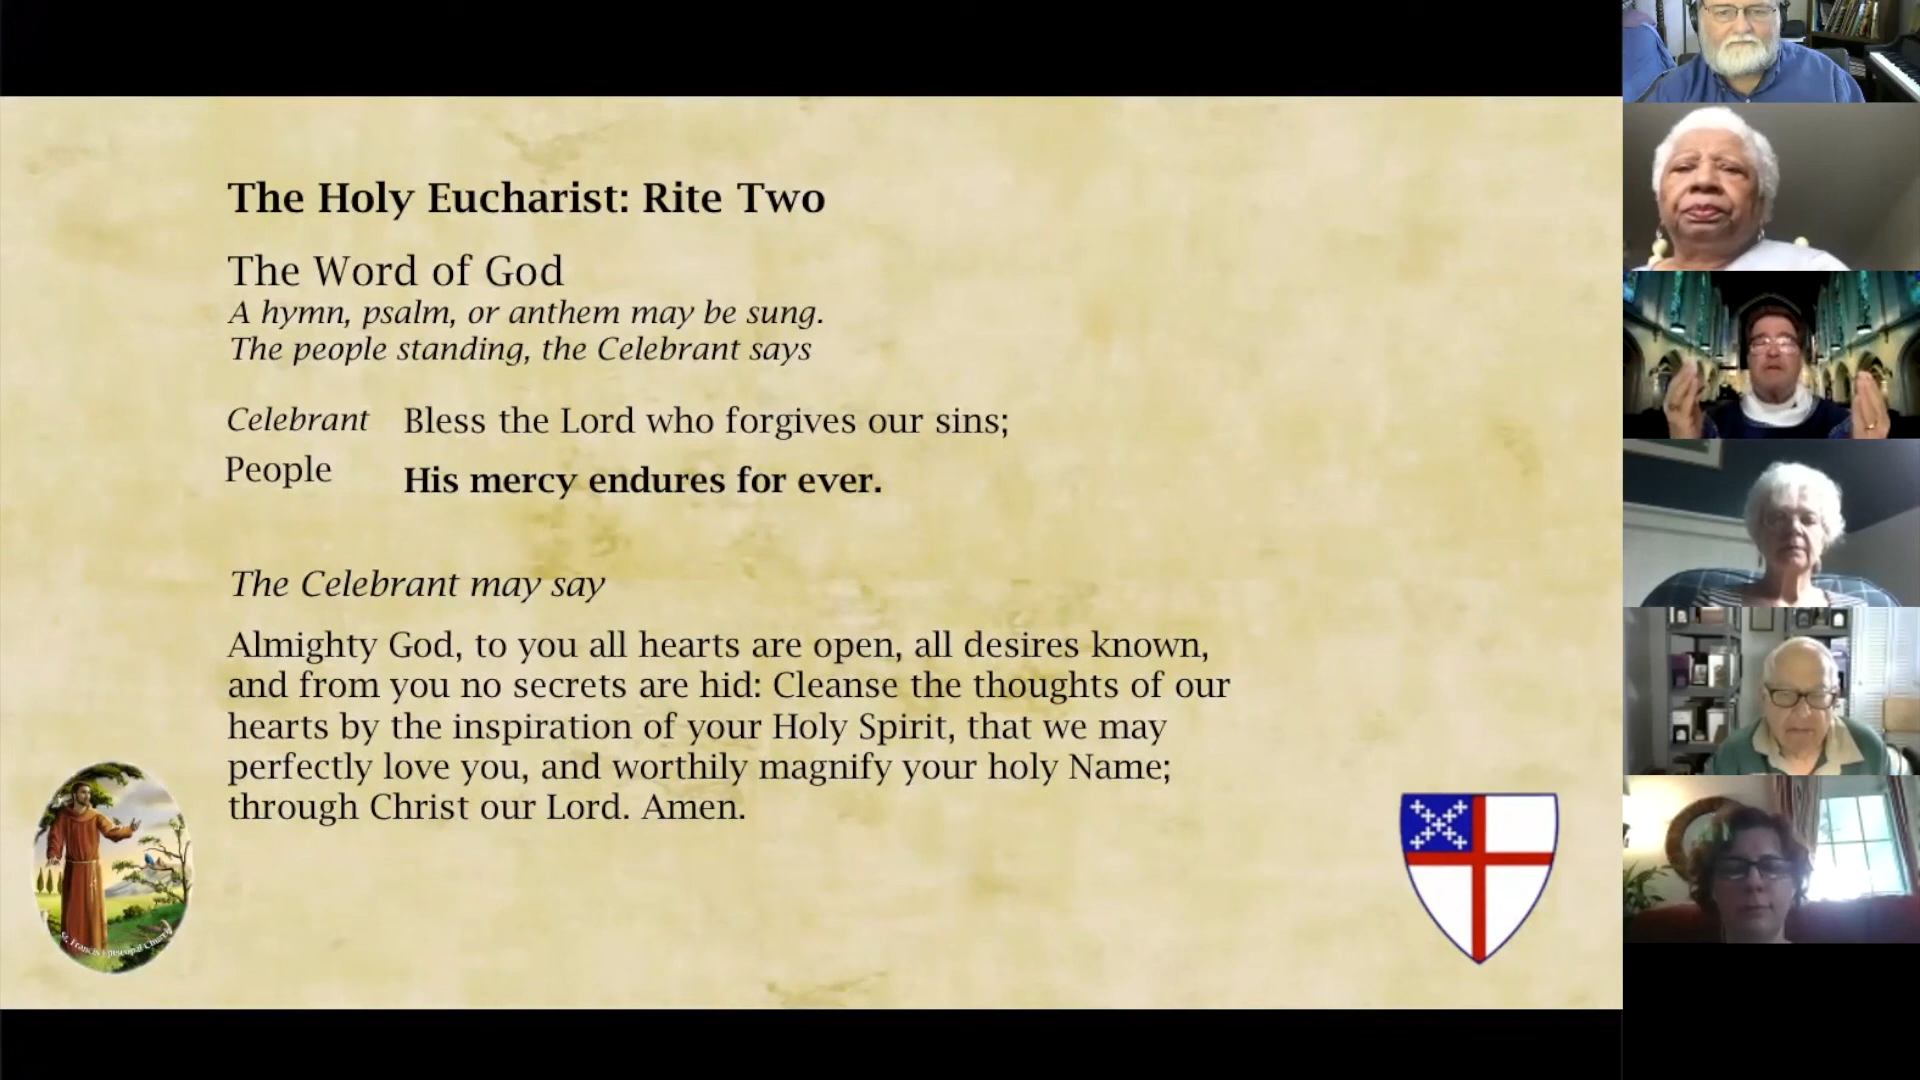 The Holy Eucharist: Rite Two
The Word of God
A hymn, psalm, or anthem may be sung.
The people standing, the Celebrant says
Celebrant Bless the Lord who forgives our sins;
People His mercy endures for ever.
The Celebrant may say
Almighty God, to you all hearts are open, all desires known,
and from you no secrets are hid: Cleanse the thoughts of our
hearts by the inspiration of your Holy Spirit, that we may
perfectly love you, and worthily magnify your holy Name;
through Christ our Lord. Amen.
St. Francis Episcopal Church